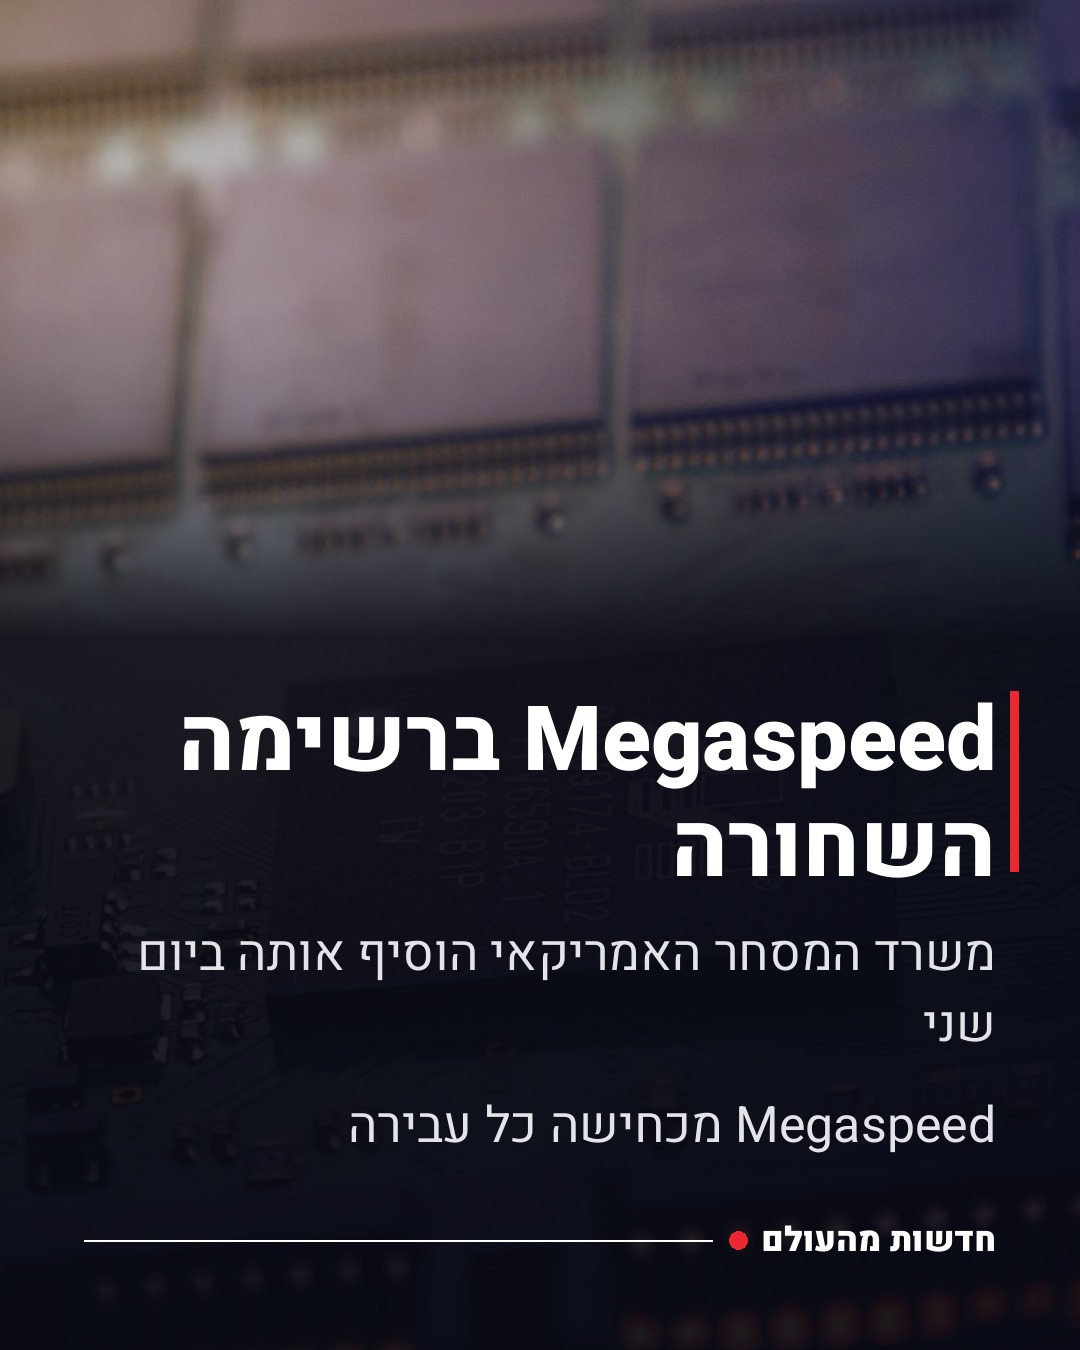 Megaspeed ברשימה
השחורה
משרד המסחר האמריקאי הוסיף אותה ביום
שני
Megaspeed מכחישה כל עבירה
חדשות מהעולם